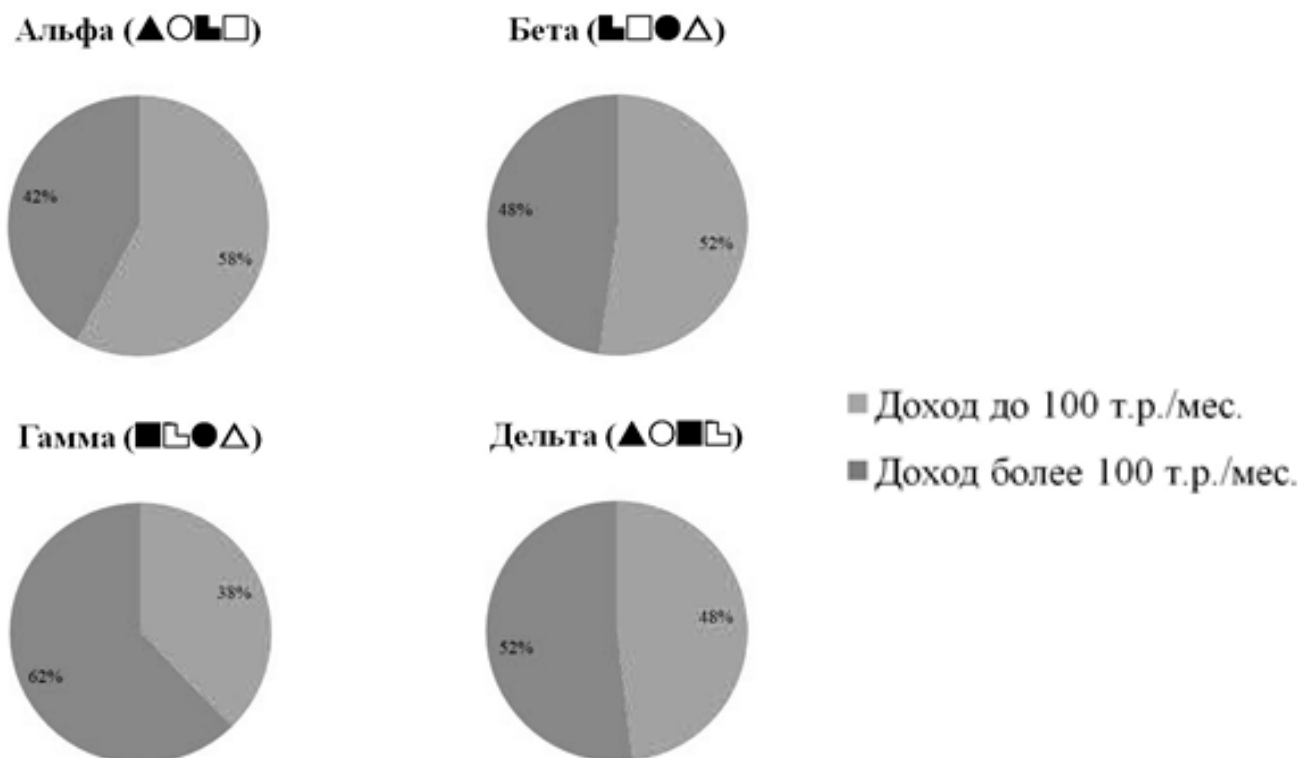 Альфа (▲○▙□)
Бета (▙□●△)
42%
58%
48%
52%
Гамма (■L●△)
Дельта (▲○■L)
Доход до 100 т.р./мес.
Доход более 100 т.р./мес.
38%
62%
48%
52%